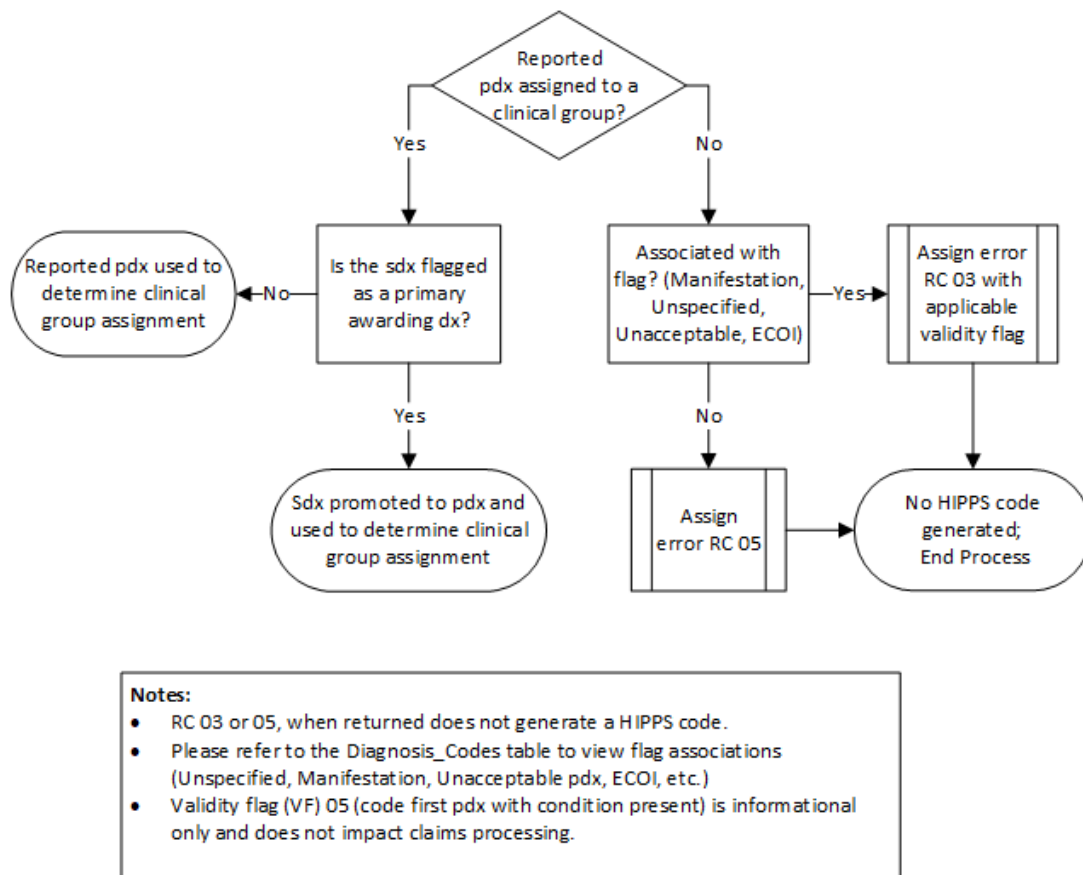 Reported
pdx assigned to a
clinical group?
Yes
No
Reported pdx used to
determine clinical
group assignment
No
Is the sdx flagged
as a primary
awarding dx?
Associated with
flag? (Manifestation,
Unspecified,
Unacceptable, ECOI)
Yes
Assign error
RC 03 with
applicable
validity flag
Yes
No
Sdx promoted to pdx and
used to determine clinical
group assignment
Assign
error RC 05
No HIPPS code
generated;
End Process
Notes:
• RC 03 or 05, when returned does not generate a HIPPS code.
• Please refer to the Diagnosis_Codes table to view flag associations
(Unspecified, Manifestation, Unacceptable pdx, ECOI, etc.)
• Validity flag (VF) 05 (code first pdx with condition present) is informational
only and does not impact claims processing.